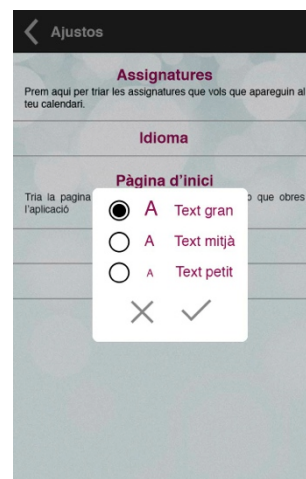 Ajustos
Assignatures
Prem aqui per triar les assignatures que vols que apareguin al
teu calendari.
Idioma
Pàgina d'inici
Tria la pagina que obres
l'aplicació
A Text gran
A Text mitjà
A Text petit